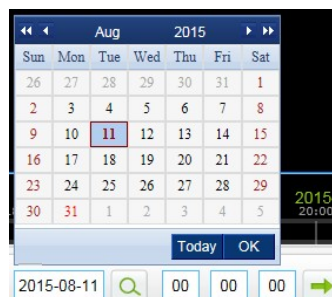 Aug 2015
Sun Mon Tue Wed Thu Fri Sat
26 27 28 29 30 31 1
2 3 4 5 6 7 8
9 10 11 12 13 14 15
16 17 18 19 20 21 22
23 24 25 26 27 28 29
30 31 1 2 3 4 5
Today OK
2015
20:00
2015-08-11 00 00 00